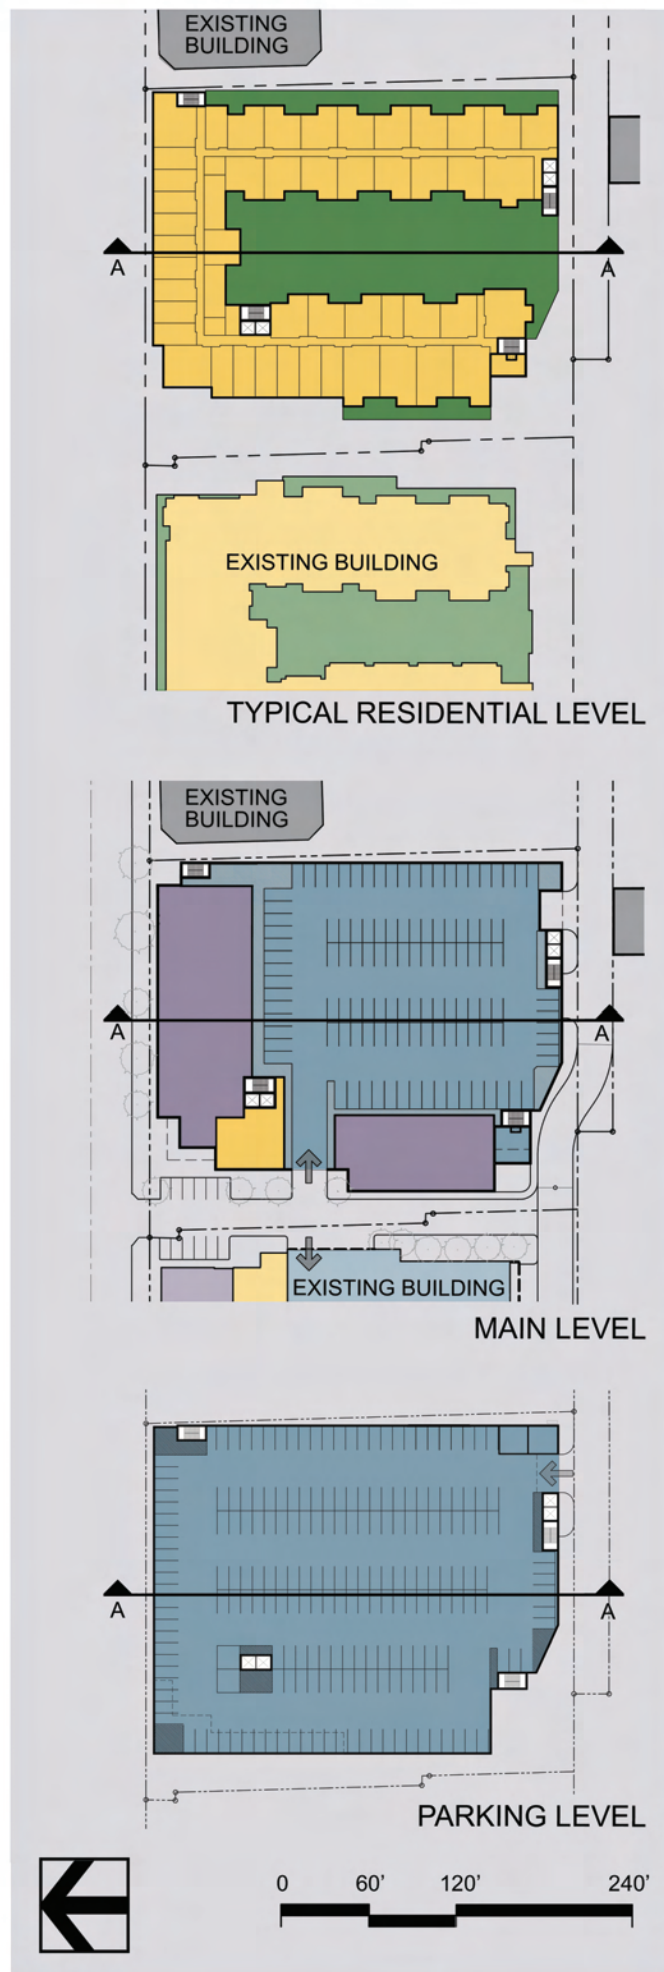 EXISTING
BUILDING
A A
EXISTING BUILDING
TYPICAL RESIDENTIAL LEVEL
EXISTING
BUILDING
A A
EXISTING BUILDING
MAIN LEVEL
A A
PARKING LEVEL
0 60' 120' 240'